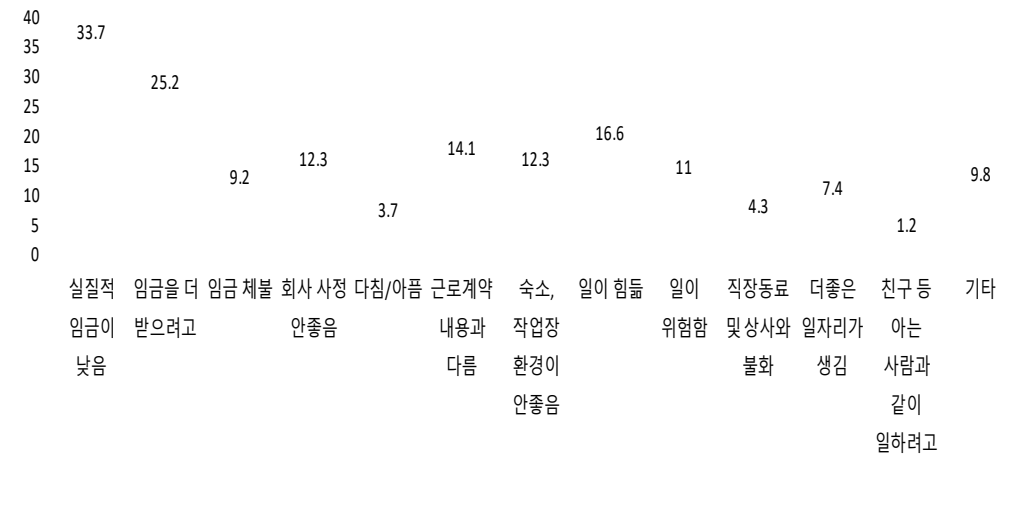 40
35
30
25
20
15
10
5
0
33.7
25.2
9.2
12.3
3.7
14.1
12.3
16.6
11
4.3
7.4
1.2
9.8
실질적
임금이
낮음
임금을 더
받으려고
임금 체불
회사 사정
안좋음
다침/아픔
근로계약
내용과
다름
숙소,
작업장
환경이
안좋음
일이 힘듦
일이
위험함
직장동료
및 상사와
불화
더좋은
일자리가
생김
친구 등
아는
사람과
같이
일하려고
기타